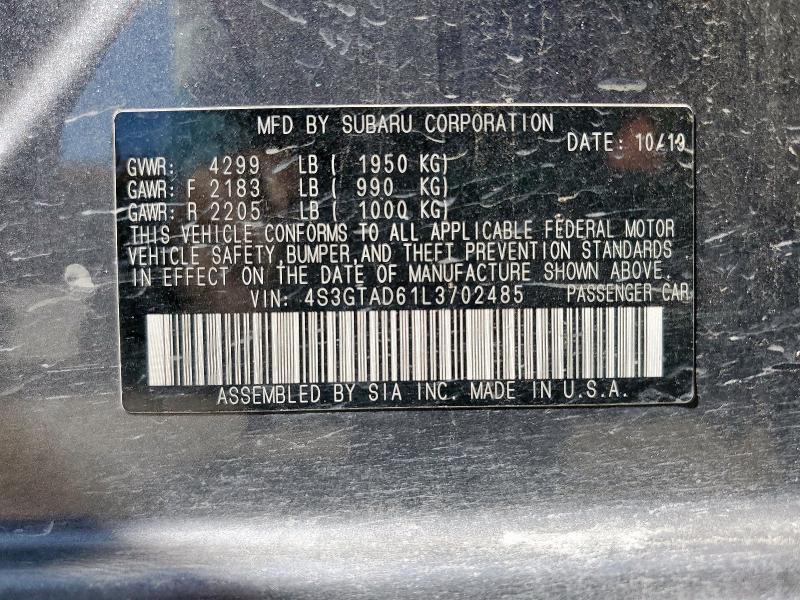 MFD BY SUBARU CORPORATION
DATE: 10/19
GVWR: 4299 LB ( 1950 KG)
GAWR: F 2183 LB ( 990 KG)
GAWR: R 2205 LB ( 1000 KG)
THIS VEHICLE CONFORMS TO ALL APPLICABLE FEDERAL MOTOR
VEHICLE SAFETY, BUMPER, AND THEFT PREVENTION STANDARDS
IN EFFECT ON THE DATE OF MANUFACTURE SHOWN ABOVE.
VIN: 4S3GTAD61L3702485 PASSENGER CAR
ASSEMBLED BY SIA INC. MADE IN U.S.A.